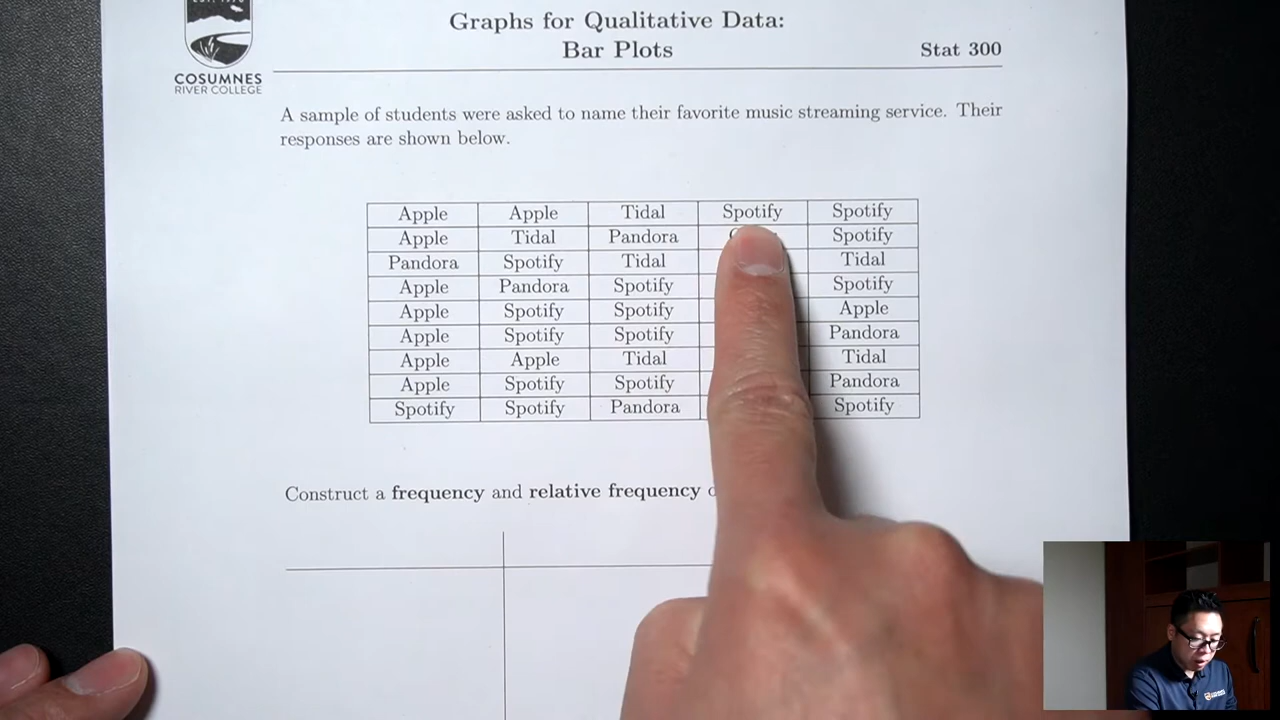 Graphs for Qualitative Data:
Bar Plots
Stat 300
COSUMNES
RIVER COLLEGE
A sample of students were asked to name their favorite music streaming service. Their
responses are shown below.
Apple Apple Tidal Spotify Spotify
Apple Tidal Pandora Spotify
Pandora Spotify Tidal Tidal
Apple Pandora Spotify Spotify
Apple Spotify Spotify Apple
Apple Spotify Spotify Pandora
Apple Apple Tidal Tidal
Apple Spotify Spotify Pandora
Spotify Spotify Pandora Spotify
Construct a frequency and relative frequency